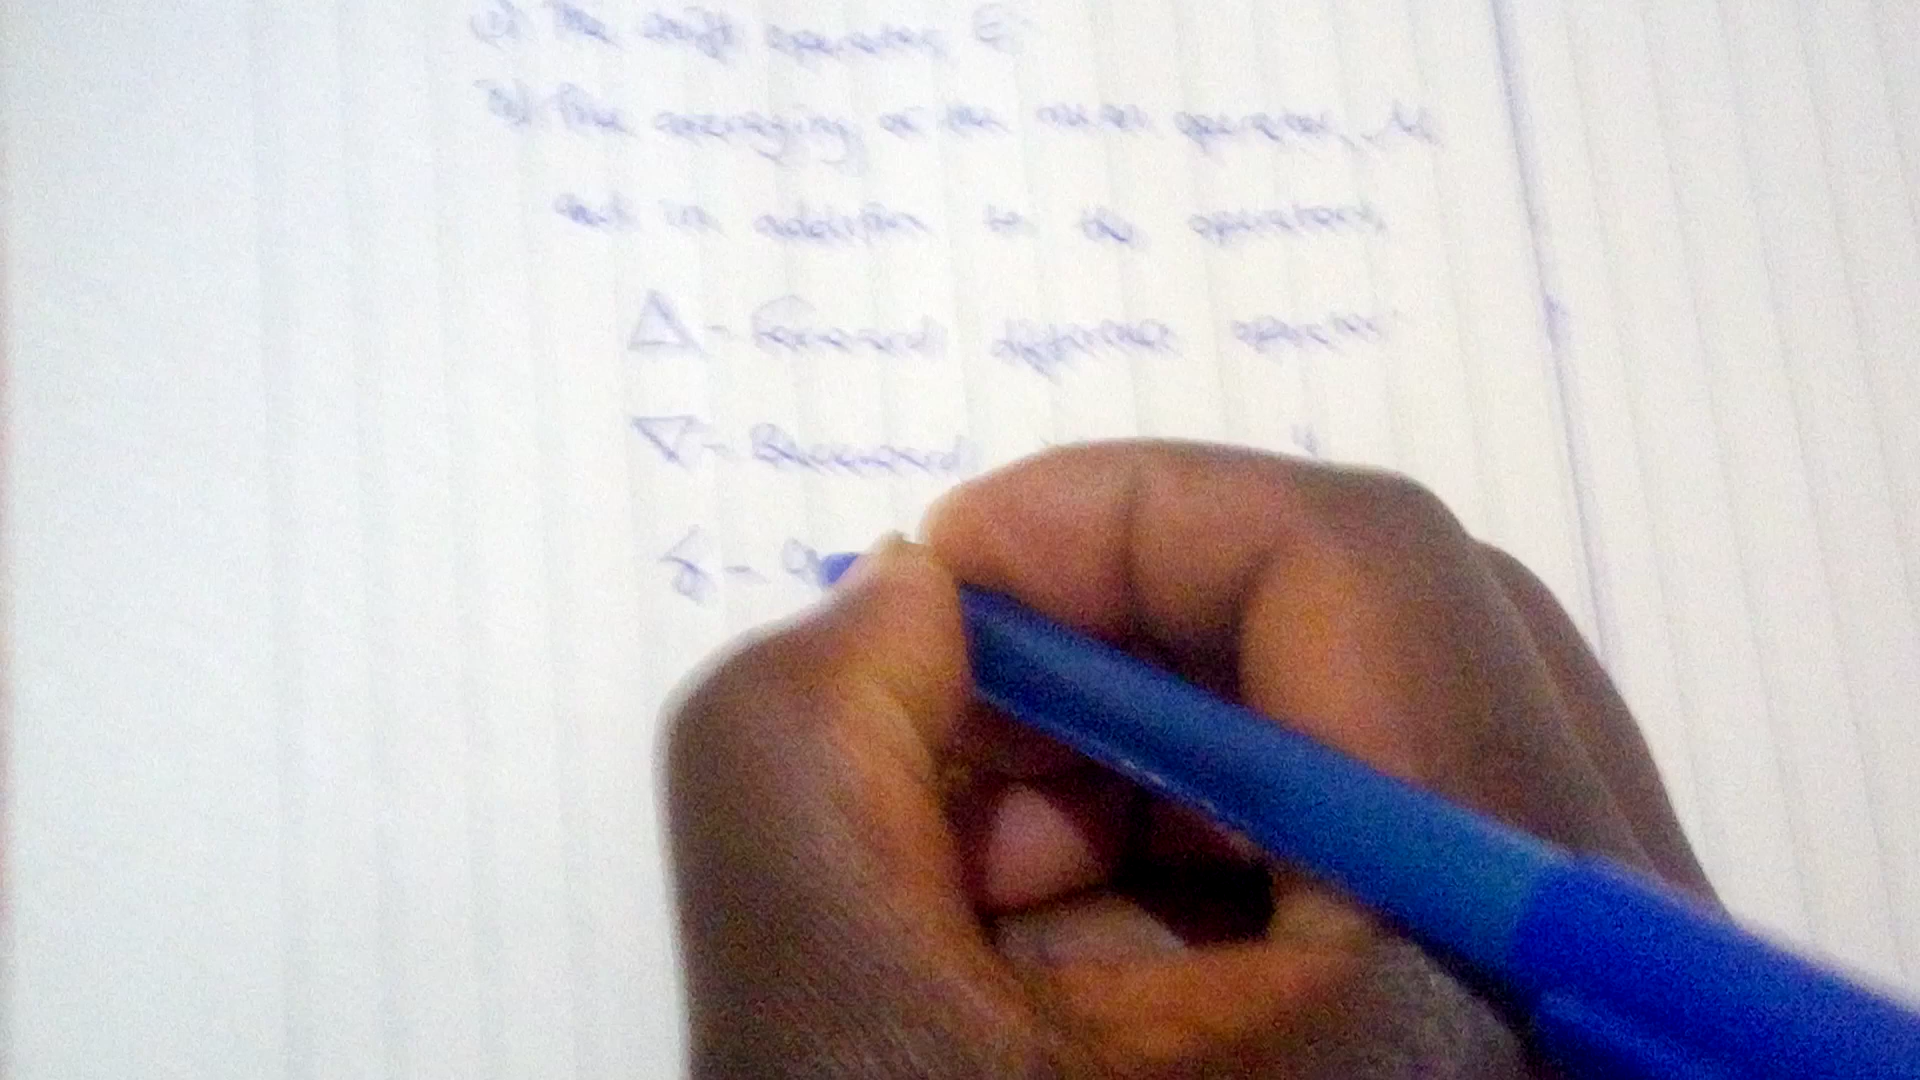 The shift operator, E
The averaging or the mean operator, μ
and in addition to the operators
Δ - Forward difference operator
∇ - Backward "
δ -